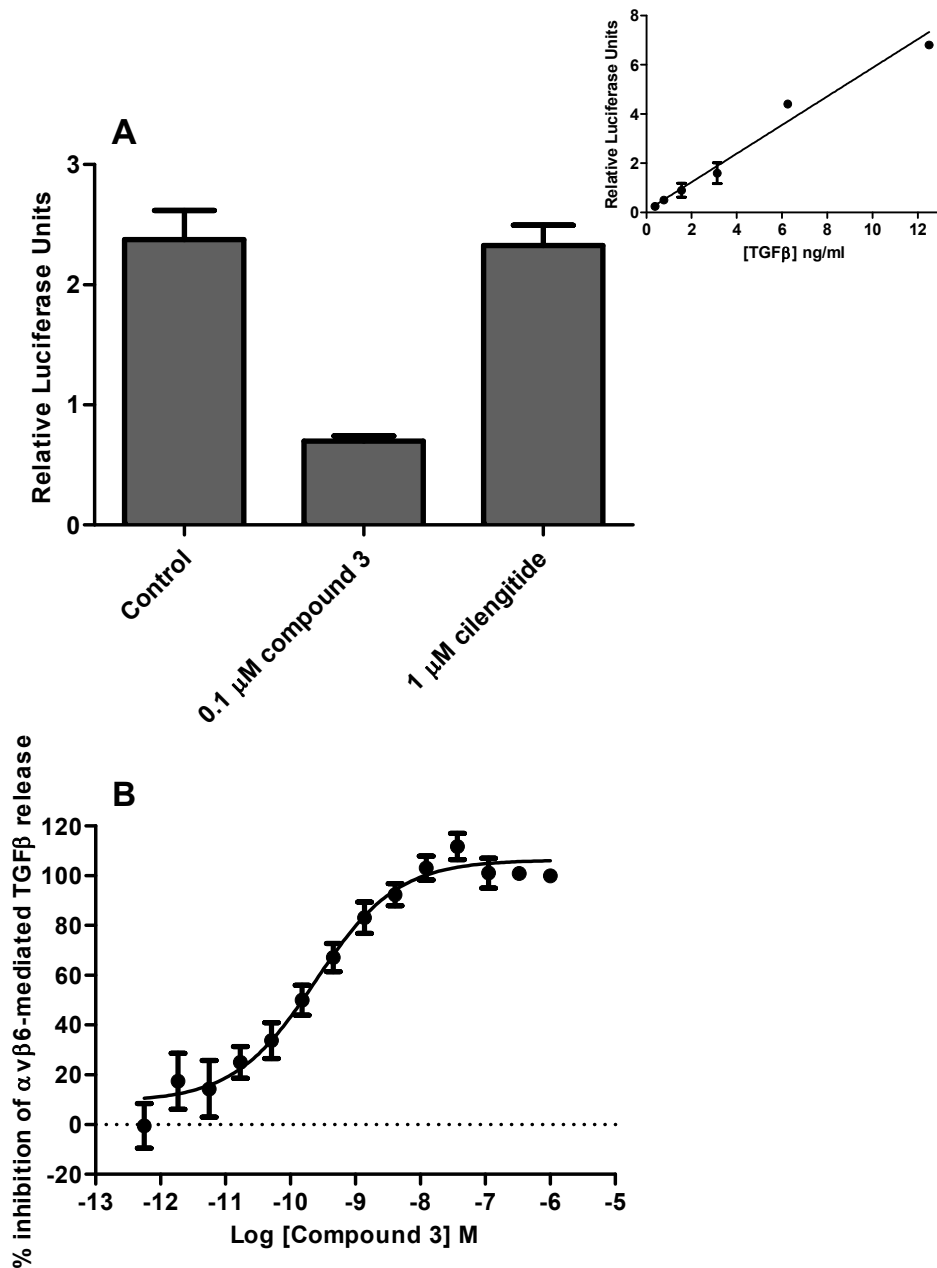 A
Relative Luciferase Units
3
2
1
0
Control
0.1 μM compound 3
1 μM cilengitide
Relative Luciferase Units
8
6
4
2
0
0 2 4 6 8 10 12
[TGFβ] ng/ml
B
% inhibition of αvβ6-mediated TGFβ release
120
100
80
60
40
20
0
-20
-13 -12 -11 -10 -9 -8 -7 -6 -5
Log [Compound 3] M